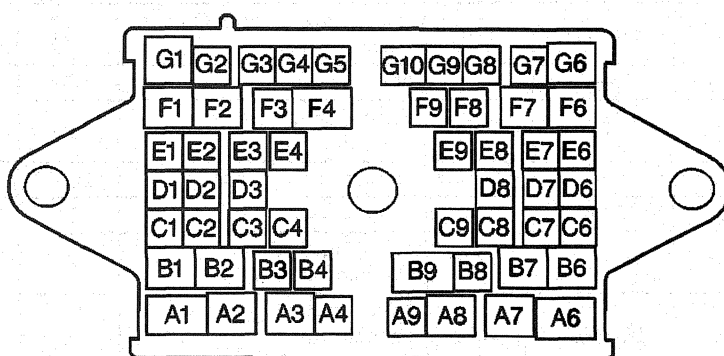 G1 G2 G3 G4 G5 G10 G9 G8 G7 G6
F1 F2 F3 F4 F9 F8 F7 F6
E1 E2 E3 E4 E9 E8 E7 E6
D1 D2 D3 D8 D7 D6
C1 C2 C3 C4 C9 C8 C7 C6
B1 B2 B3 B4 B9 B8 B7 B6
A1 A2 A3 A4 A9 A8 A7 A6